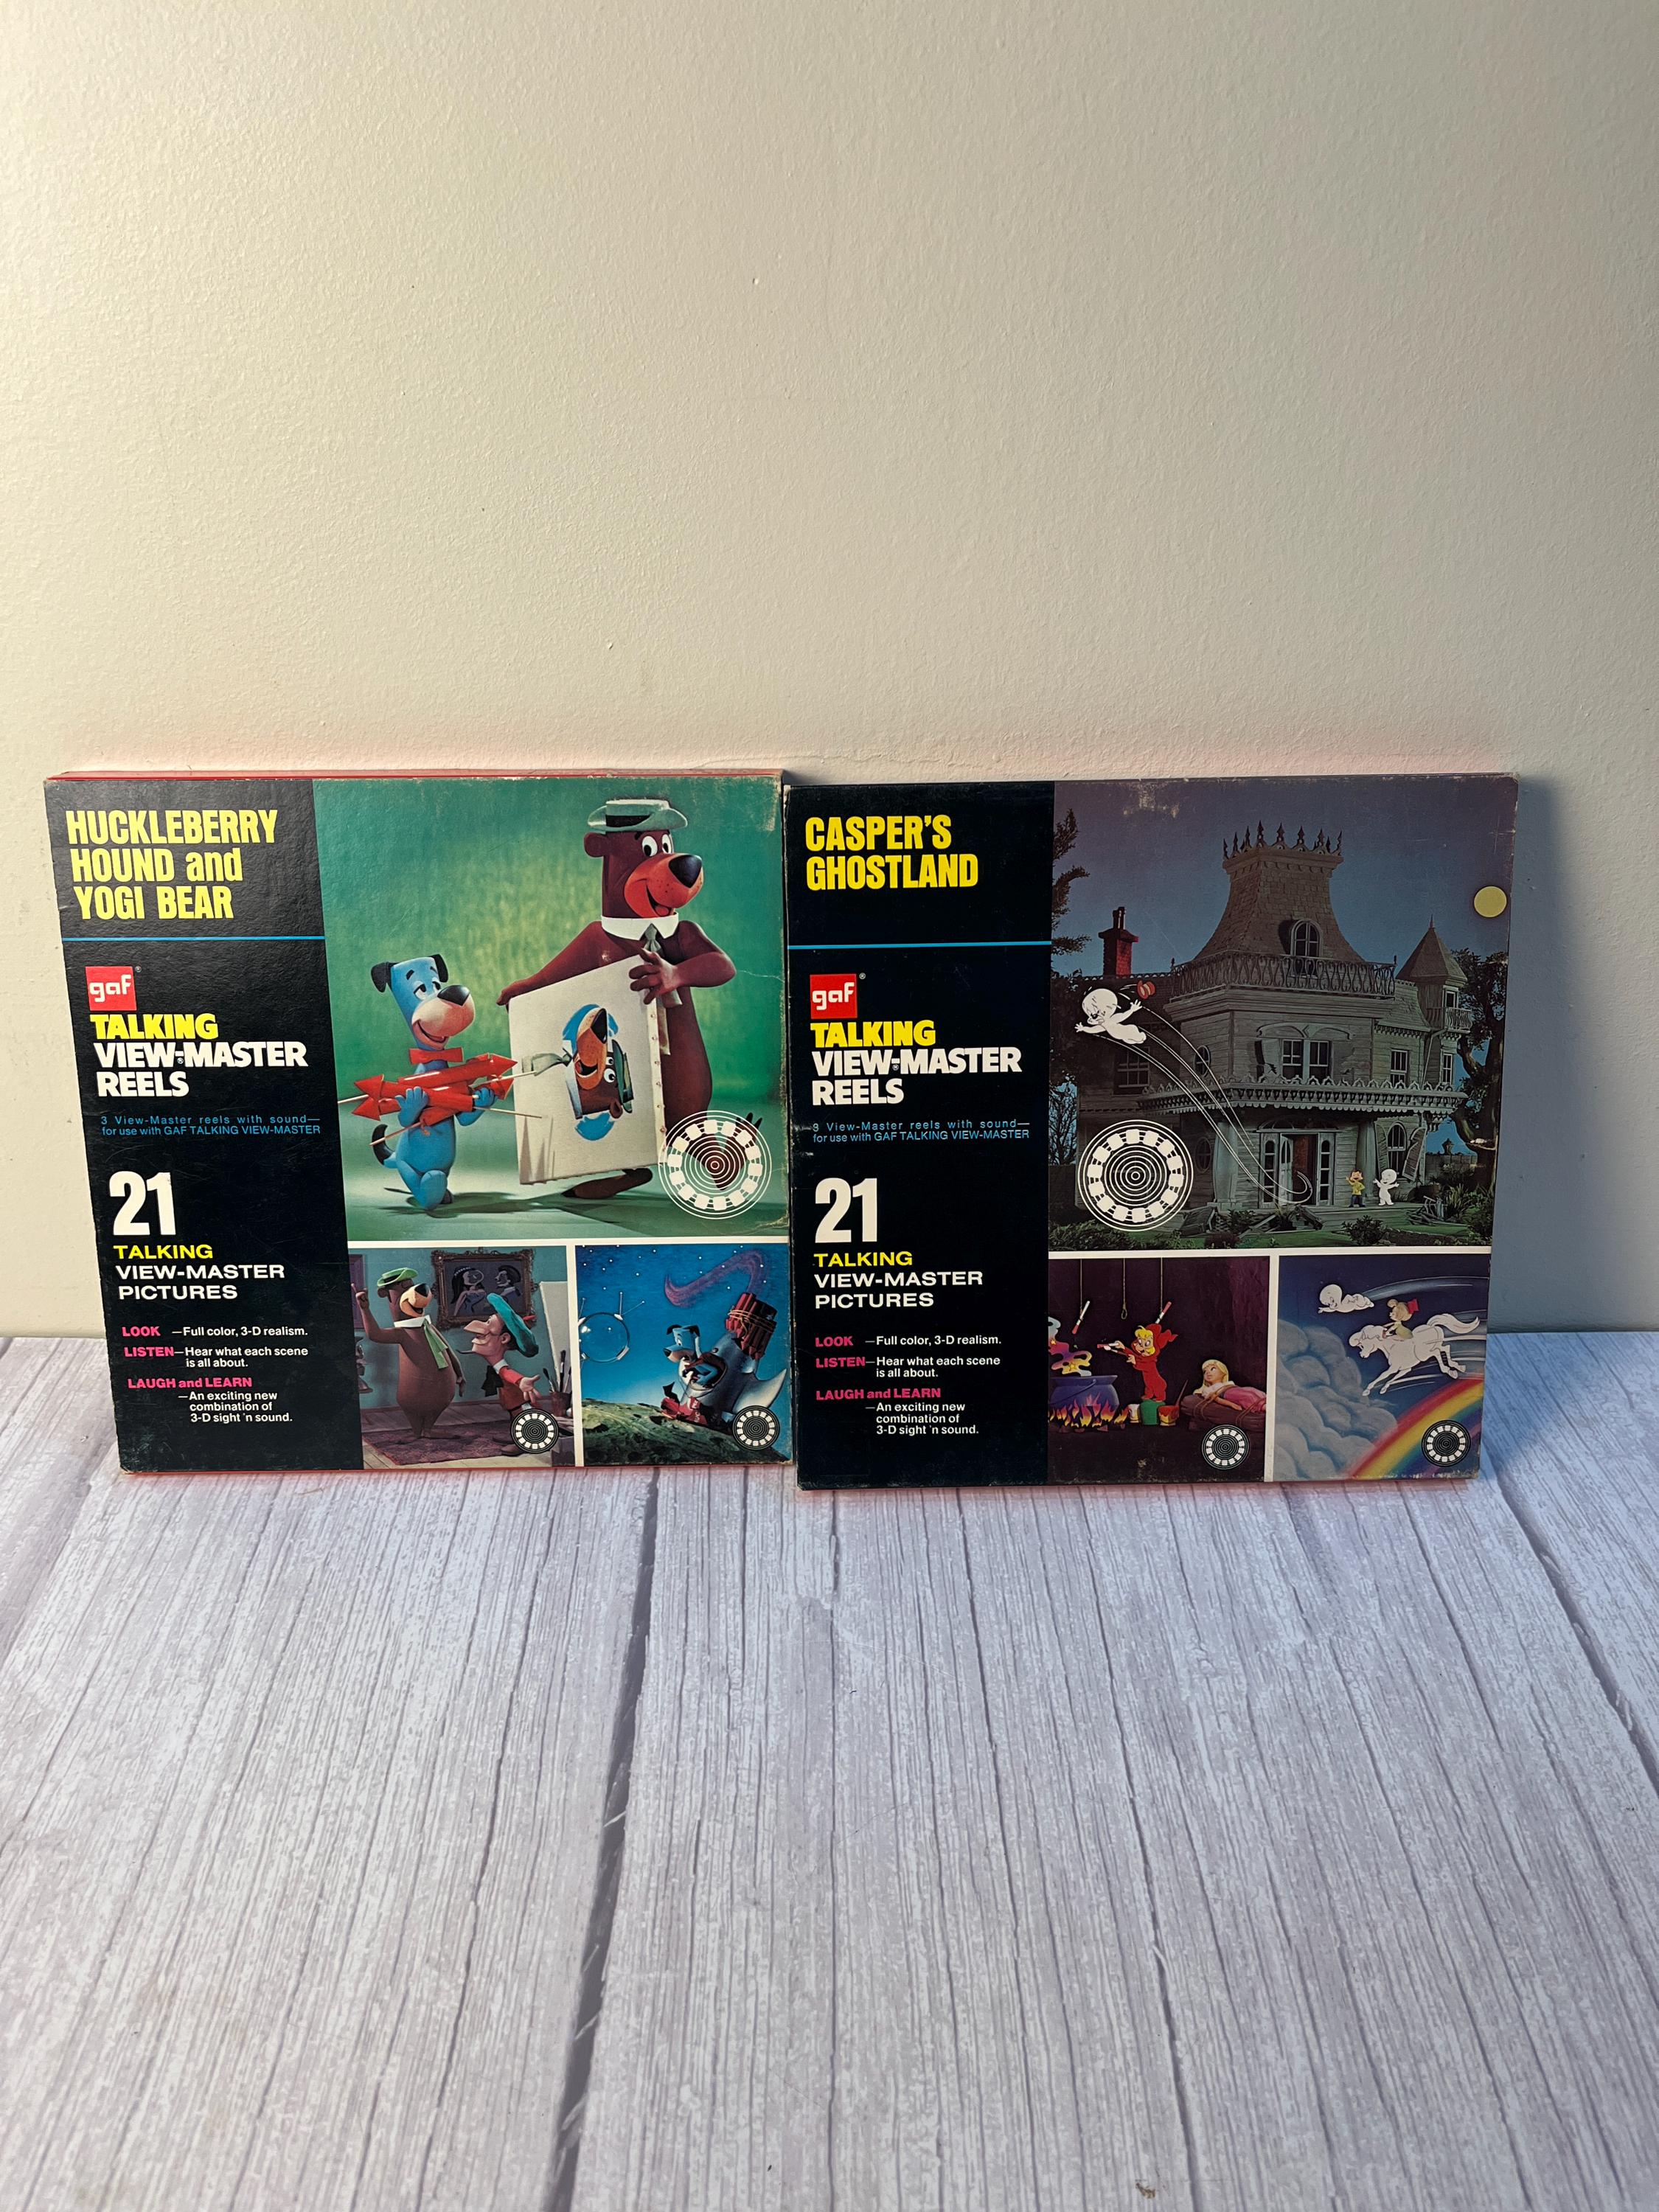 HUCKLEBERRY
HOUND and
YOGI BEAR
gaf®
TALKING
VIEW-MASTER®
REELS
3 View-Master reels with sound—
for use with GAF TALKING VIEW-MASTER
21
TALKING
VIEW-MASTER
PICTURES
LOOK —Full color, 3-D realism.
LISTEN—Hear what each scene
is all about.
LAUGH and LEARN
—An exciting new
combination of
3-D sight 'n sound.
CASPER'S
GHOSTLAND
gaf®
TALKING
VIEW-MASTER®
REELS
3 View-Master reels with sound—
for use with GAF TALKING VIEW-MASTER
21
TALKING
VIEW-MASTER
PICTURES
LOOK —Full color, 3-D realism.
LISTEN—Hear what each scene
is all about.
LAUGH and LEARN
—An exciting new
combination of
3-D sight 'n sound.